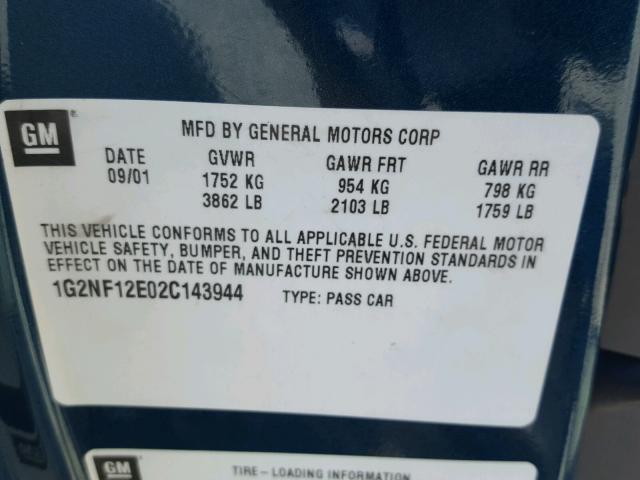 GM
MFD BY GENERAL MOTORS CORP
DATE GVWR GAWR FRT GAWR RR
09/01 1752 KG 954 KG 798 KG
3862 LB 2103 LB 1759 LB
THIS VEHICLE CONFORMS TO ALL APPLICABLE U.S. FEDERAL MOTOR
VEHICLE SAFETY, BUMPER, AND THEFT PREVENTION STANDARDS IN
EFFECT ON THE DATE OF MANUFACTURE SHOWN ABOVE.
1G2NF12E02C143944 TYPE: PASS CAR
GM
TIRE-LOADING INFORMATION